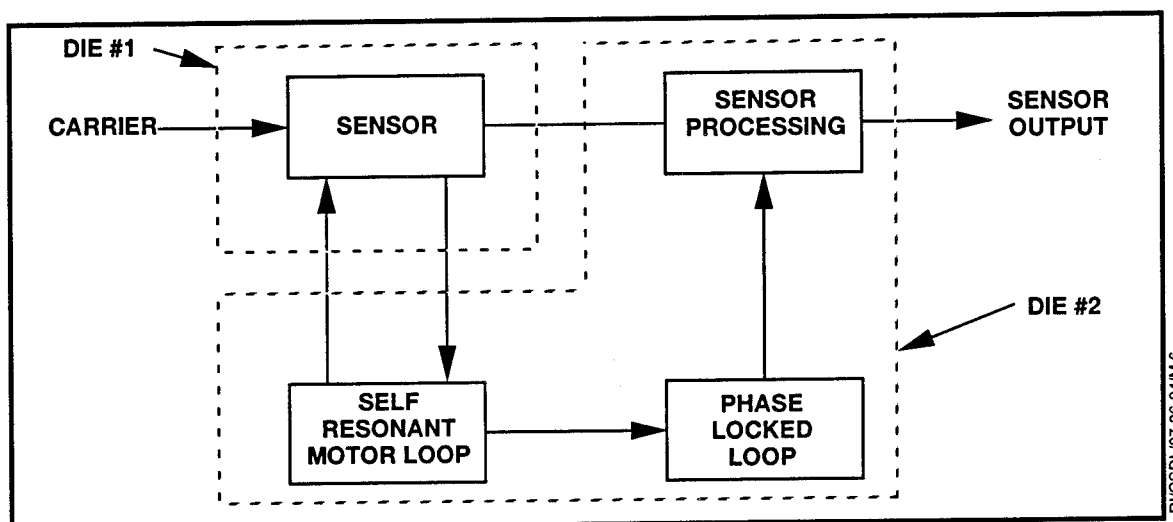 DIE #1
CARRIER
SENSOR
SENSOR
PROCESSING
SENSOR
OUTPUT
DIE #2
SELF
RESONANT
MOTOR LOOP
PHASE
LOCKED
LOOP